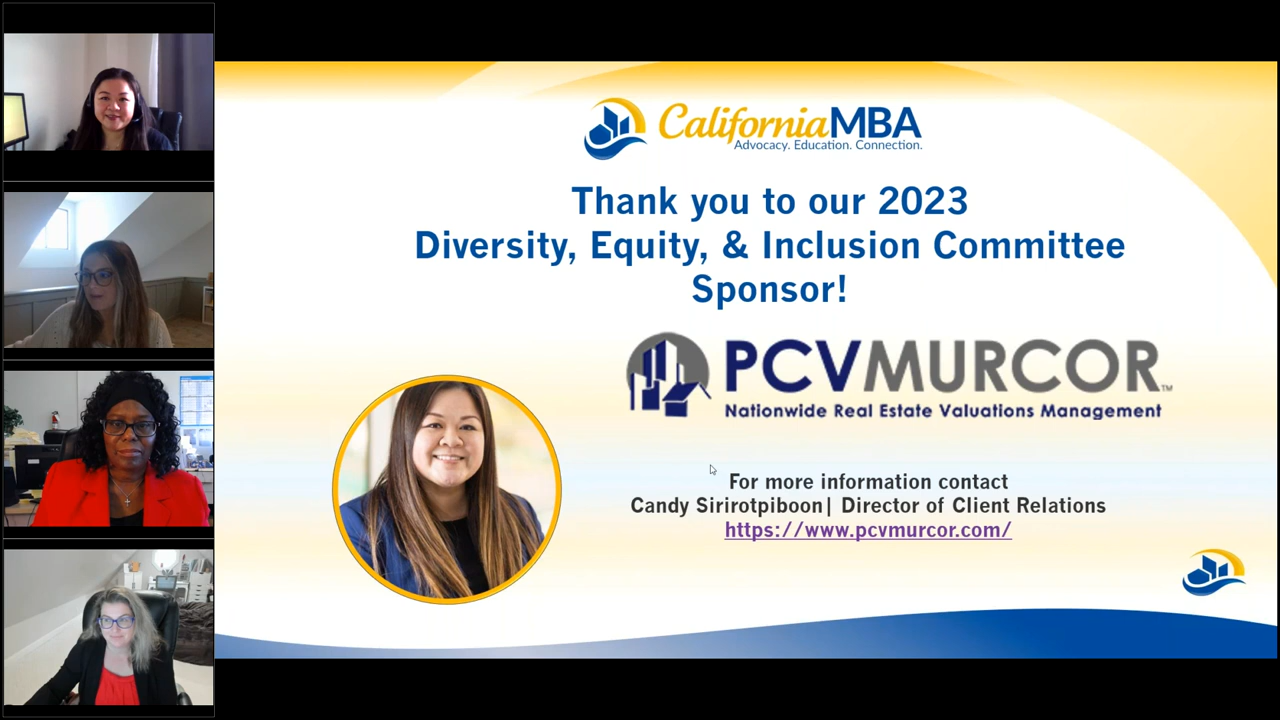 CaliforniaMBA
Advocacy. Education. Connection.
Thank you to our 2023
Diversity, Equity, & Inclusion Committee
Sponsor!
PCVMURCOR™
Nationwide Real Estate Valuations Management
For more information contact
Candy Sirirotpiboon| Director of Client Relations
https://www.pcvmurcor.com/